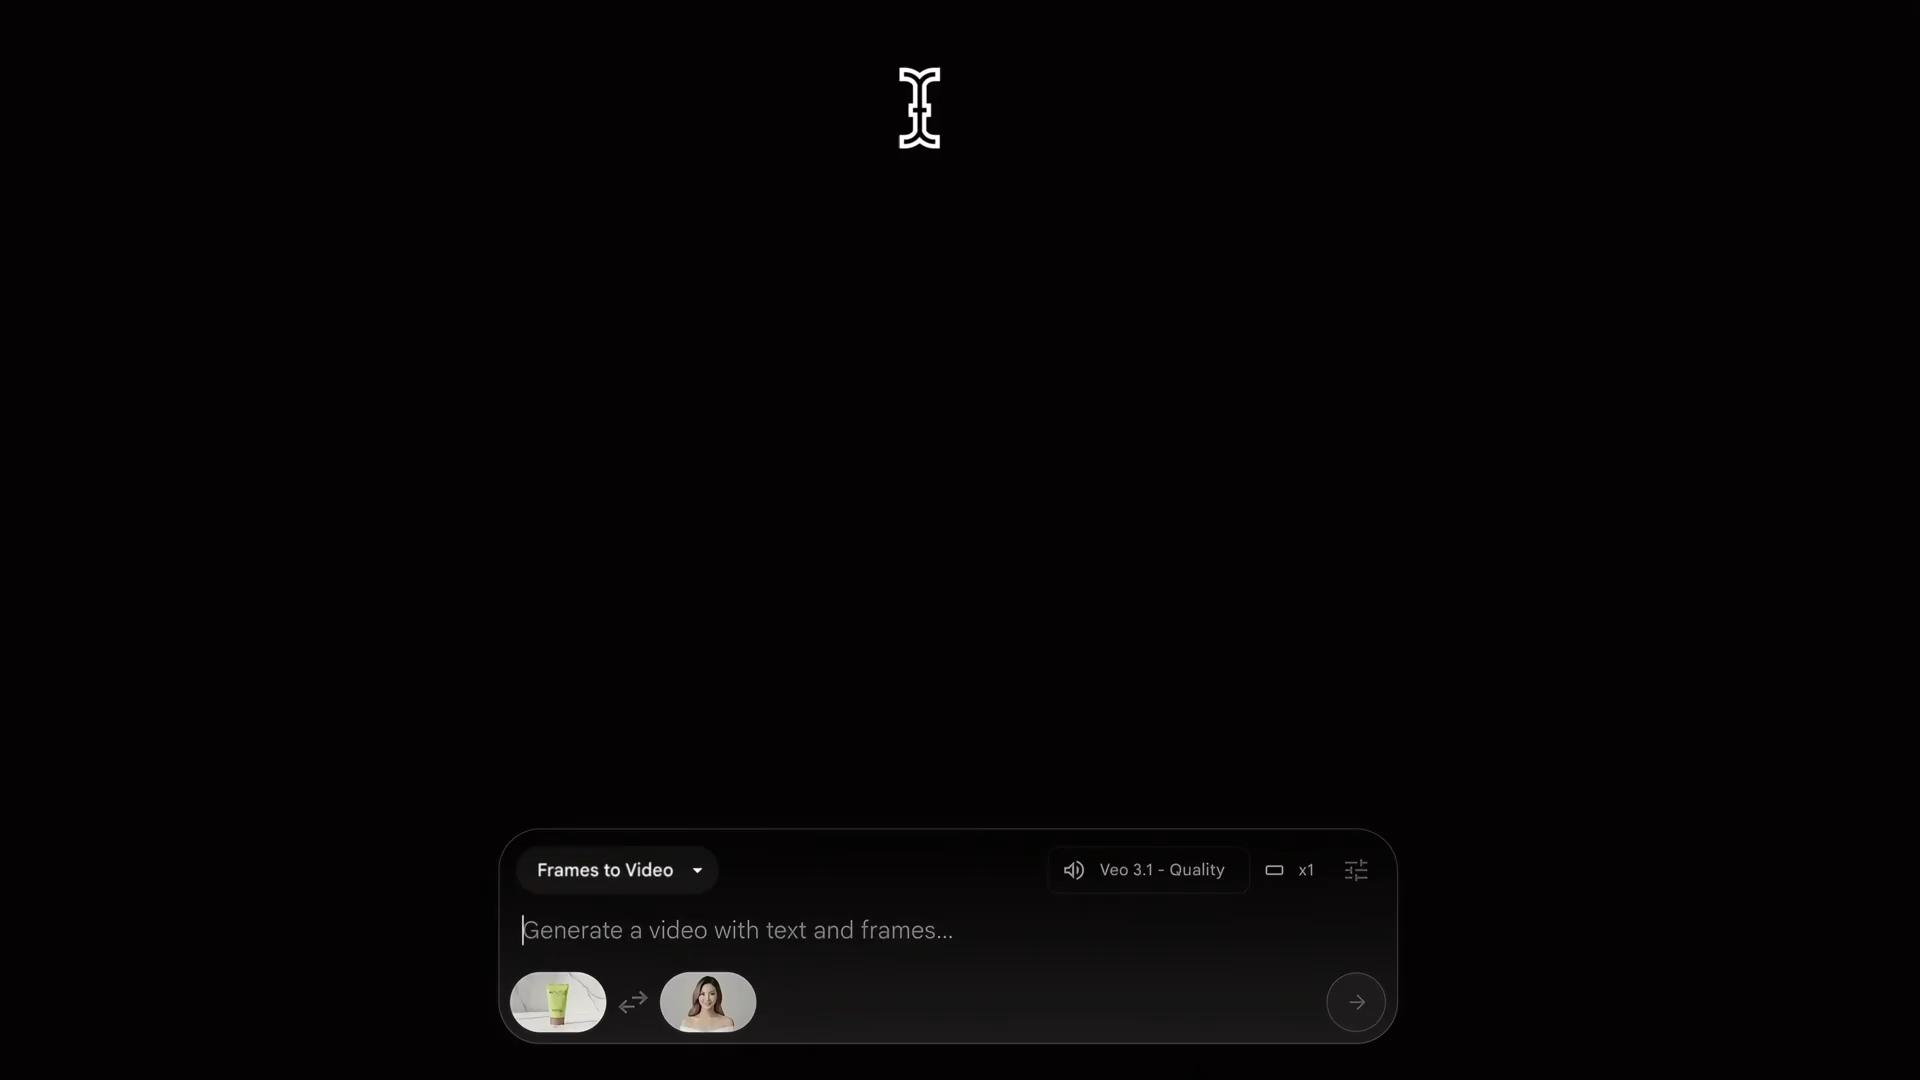 Frames to Video
Veo 3.1 - Quality
x1
Generate a video with text and frames...